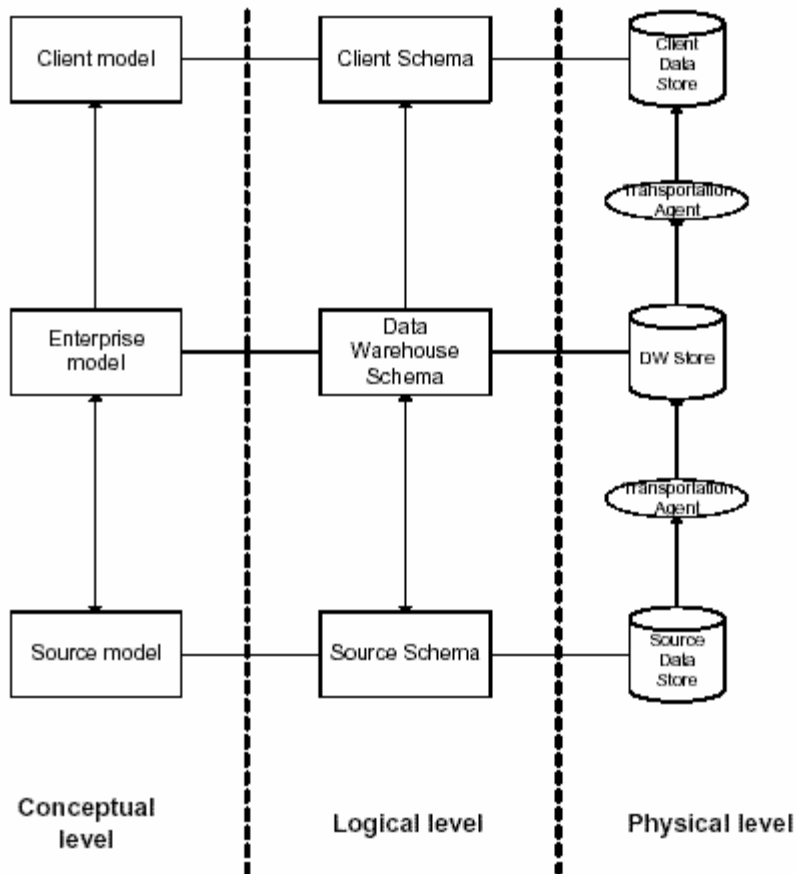 Client model
Client Schema
Client
Data
Store
Transportation
Agent
Enterprise
model
Data
Warehouse
Schema
DW Store
Transportation
Agent
Source model
Source Schema
Source
Data
Store
Conceptual
level
Logical level
Physical level